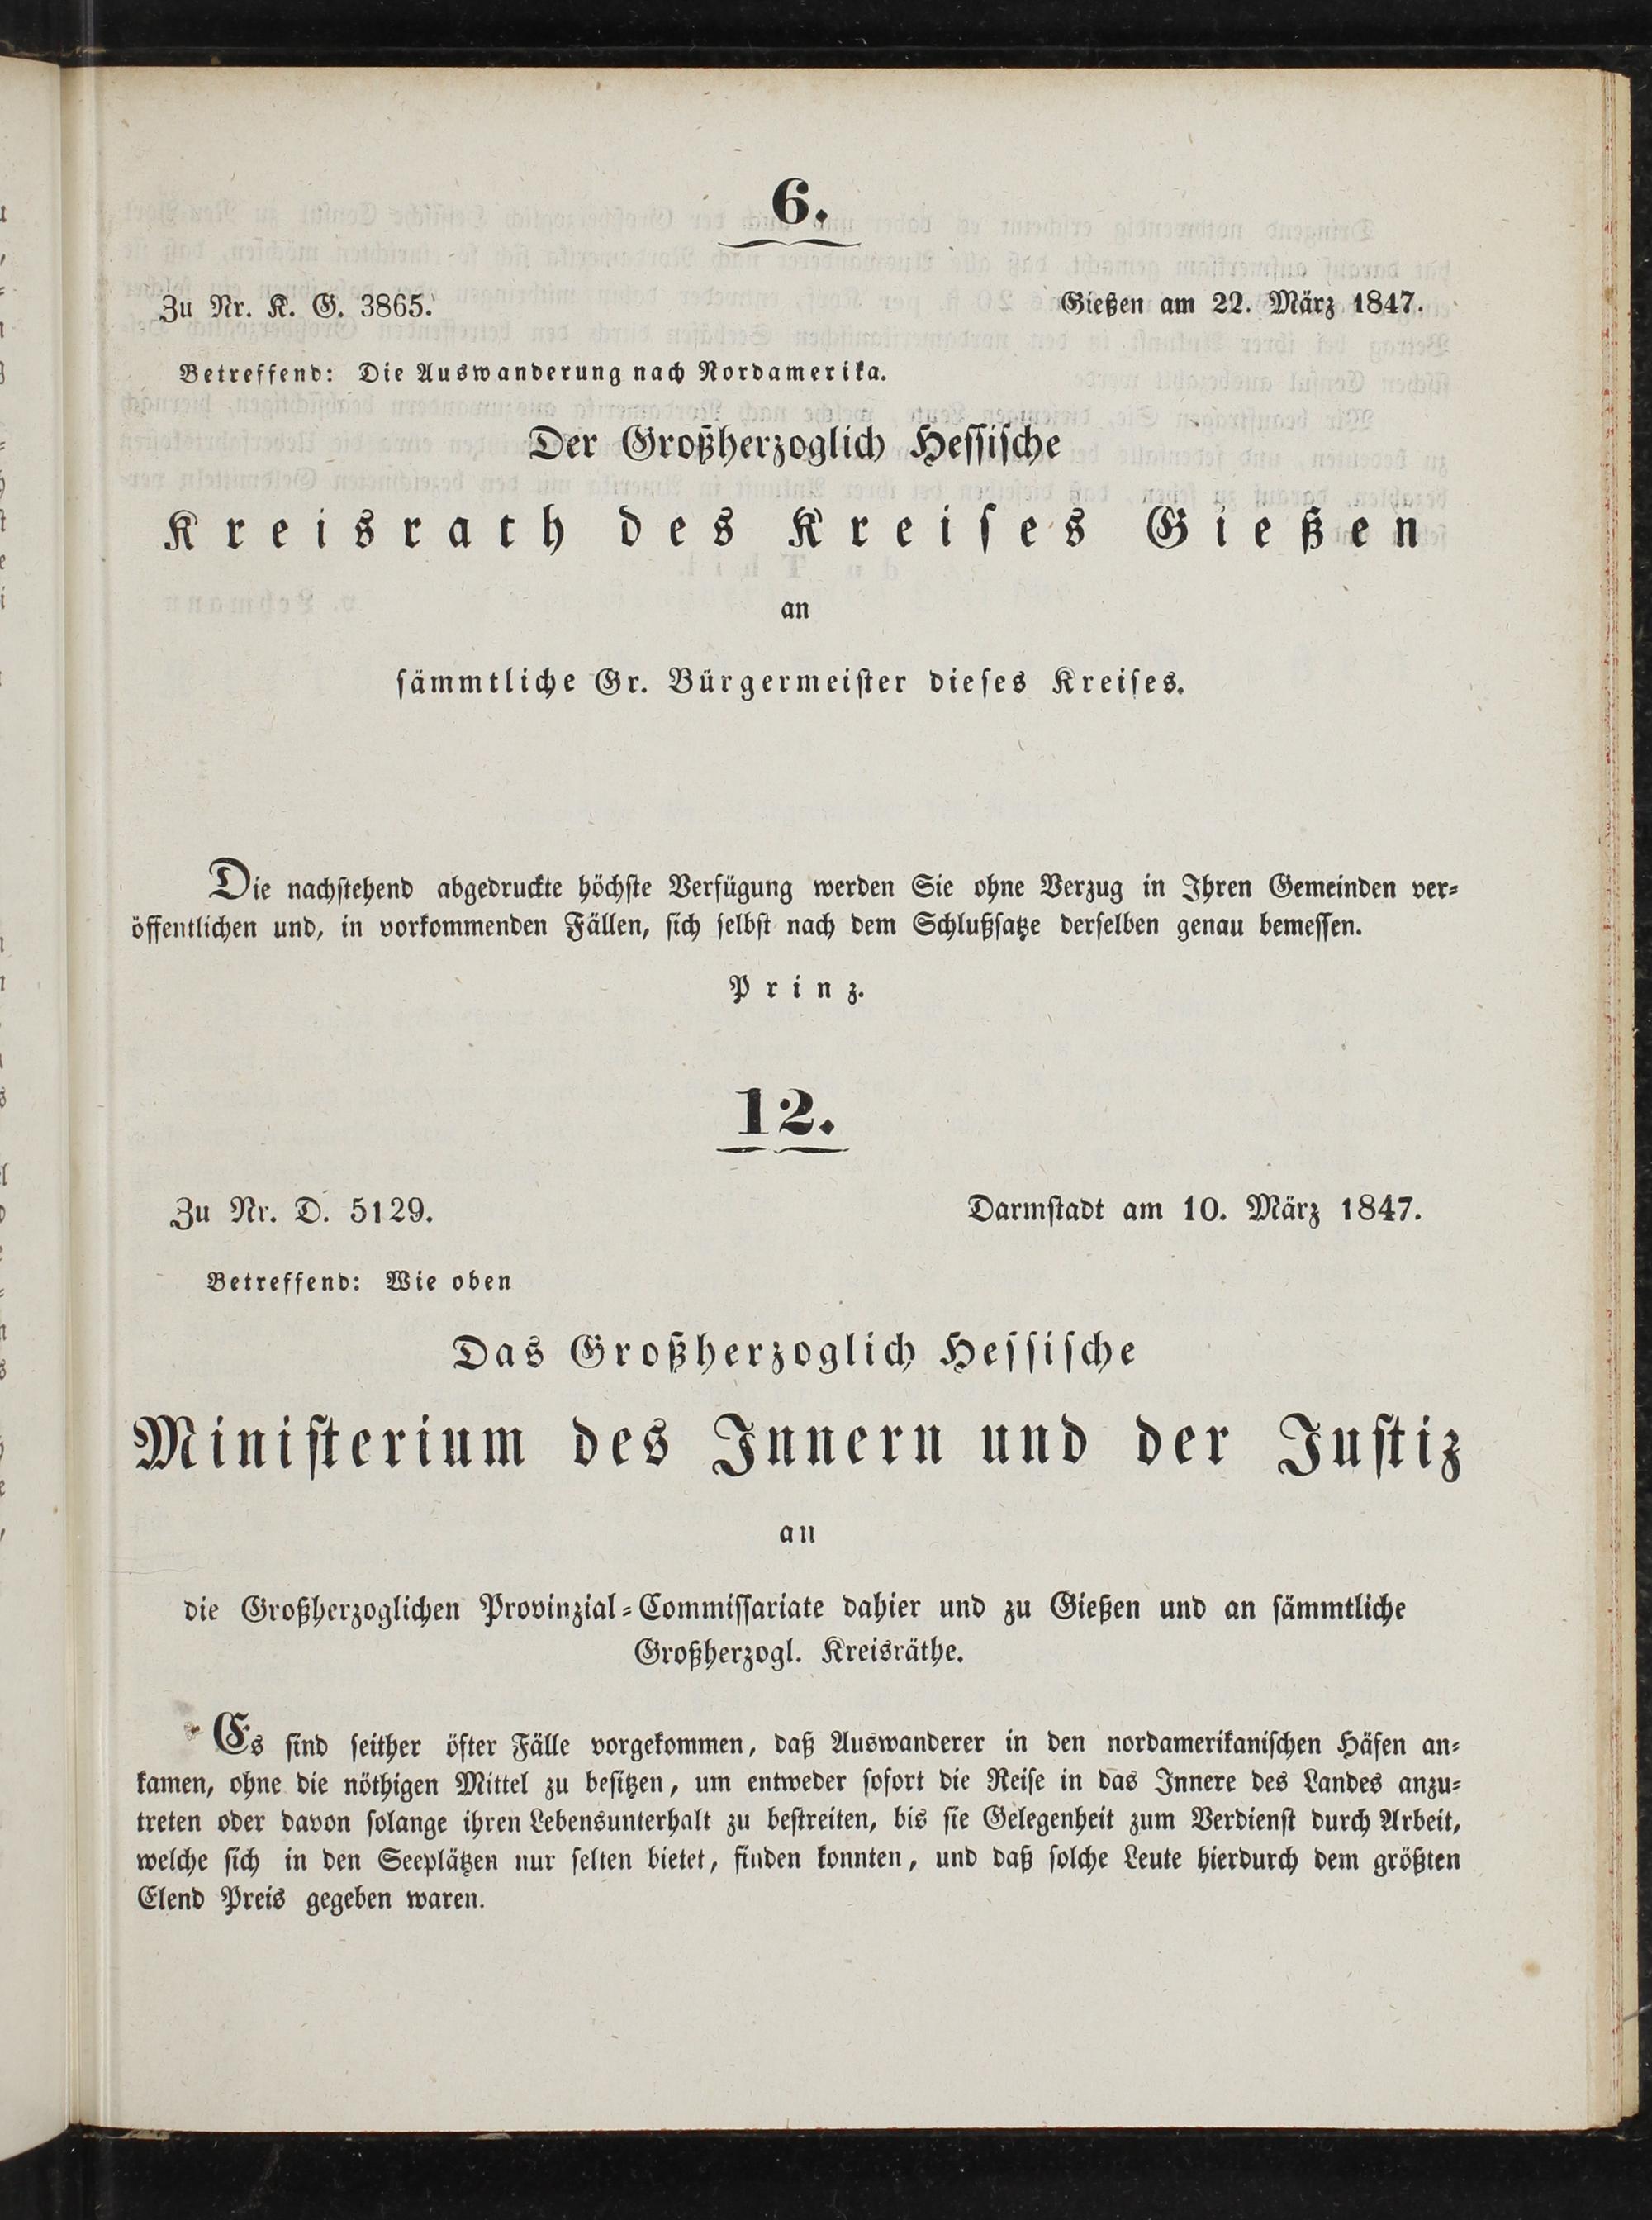 6.
Zu Nr. K. G. 3865.
Gießen am 22. März 1847.
Betreffend: Die Auswanderung nach Nordamerika.
Der Großherzoglich Hessische
Kreisrath des Kreises Gießen
an
sämmtliche Gr. Bürgermeister dieses Kreises.
Die nachstehend abgedruckte höchste Verfügung werden Sie ohne Verzug in Ihren Gemeinden ver-
öffentlichen und, in vorkommenden Fällen, sich selbst nach dem Schlußsatze derselben genau bemessen.
Prinz.
12.
Zu Nr. D. 5129.
Darmstadt am 10. März 1847.
Betreffend: Wie oben
Das Großherzoglich Hessische
Ministerium des Innern und der Justiz
an
die Großherzoglichen Provinzial-Commissariate dahier und zu Gießen und an sämmtliche
Großherzogl. Kreisräthe.
Es sind seither öfter Fälle vorgekommen, daß Auswanderer in den nordamerikanischen Häfen an-
kamen, ohne die nöthigen Mittel zu besitzen, um entweder sofort die Reise in das Innere des Landes anzu-
treten oder davon solange ihren Lebensunterhalt zu bestreiten, bis sie Gelegenheit zum Verdienst durch Arbeit,
welche sich in den Seeplätzen nur selten bietet, finden konnten, und daß solche Leute hierdurch dem größten
Elend Preis gegeben waren.